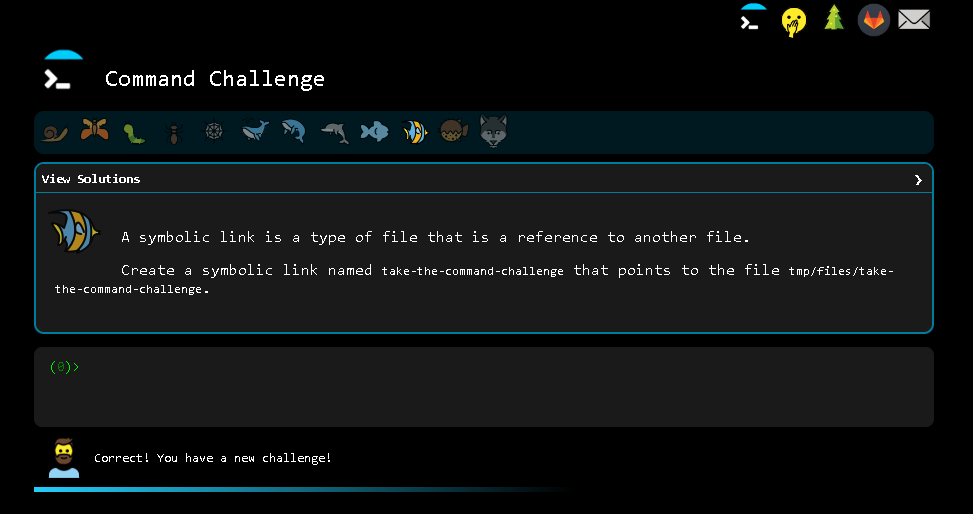 Command Challenge
View Solutions
A symbolic link is a type of file that is a reference to another file.
Create a symbolic link named take-the-command-challenge that points to the file tmp/files/take-
the-command-challenge.
(0)>
Correct! You have a new challenge!